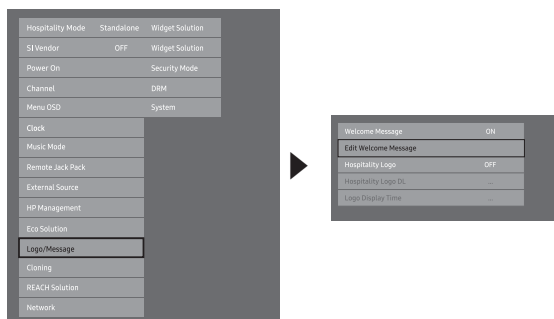 Hospitality Mode Standalone Widget Solution
SI Vendor OFF Widget Solution
Power On Security Mode
Channel DRM
Menu OSD System
Clock
Music Mode
Remote Jack Pack
External Source
HP Management
Eco Solution
Logo/Message
Cloning
REACH Solution
Network
Welcome Message ON
Edit Welcome Message
Hospitality Logo OFF
Hospitality Logo DL ...
Logo Display Time ...